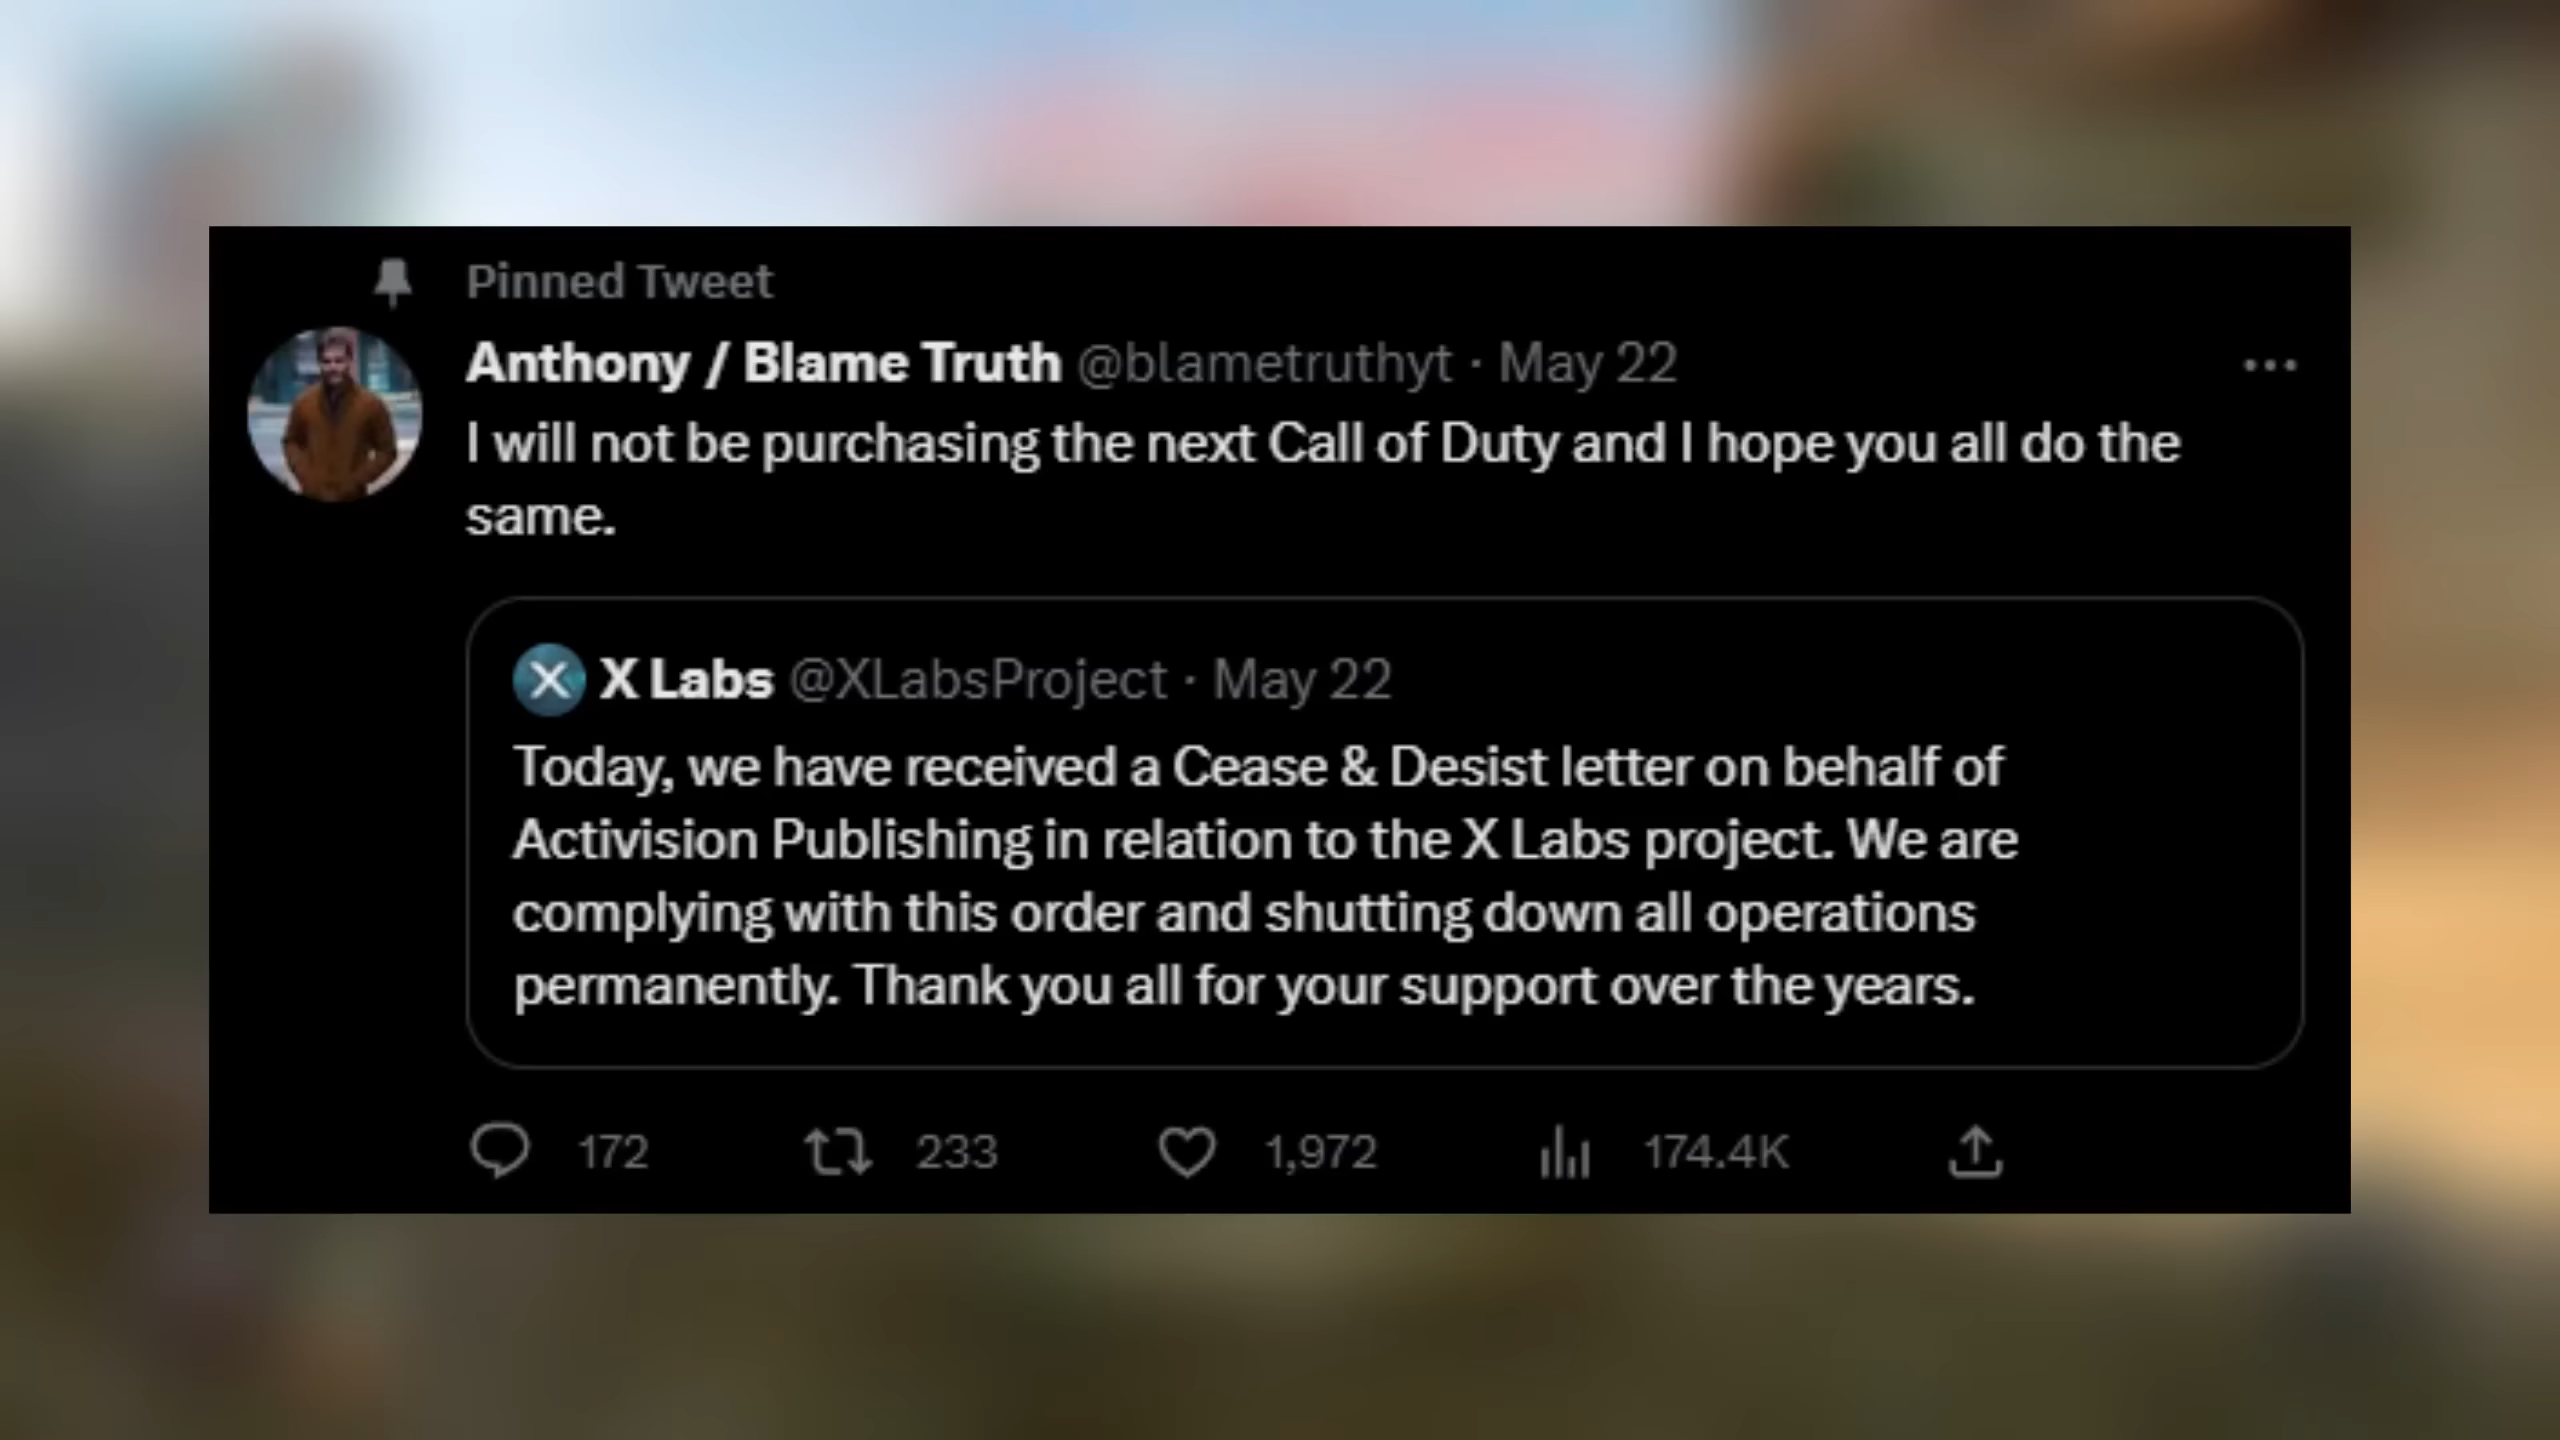 Pinned Tweet
Anthony / Blame Truth @blametruthyt · May 22
I will not be purchasing the next Call of Duty and I hope you all do the
same.
X Labs @XLabsProject · May 22
Today, we have received a Cease & Desist letter on behalf of
Activision Publishing in relation to the X Labs project. We are
complying with this order and shutting down all operations
permanently. Thank you all for your support over the years.
172 233 1,972 174.4K